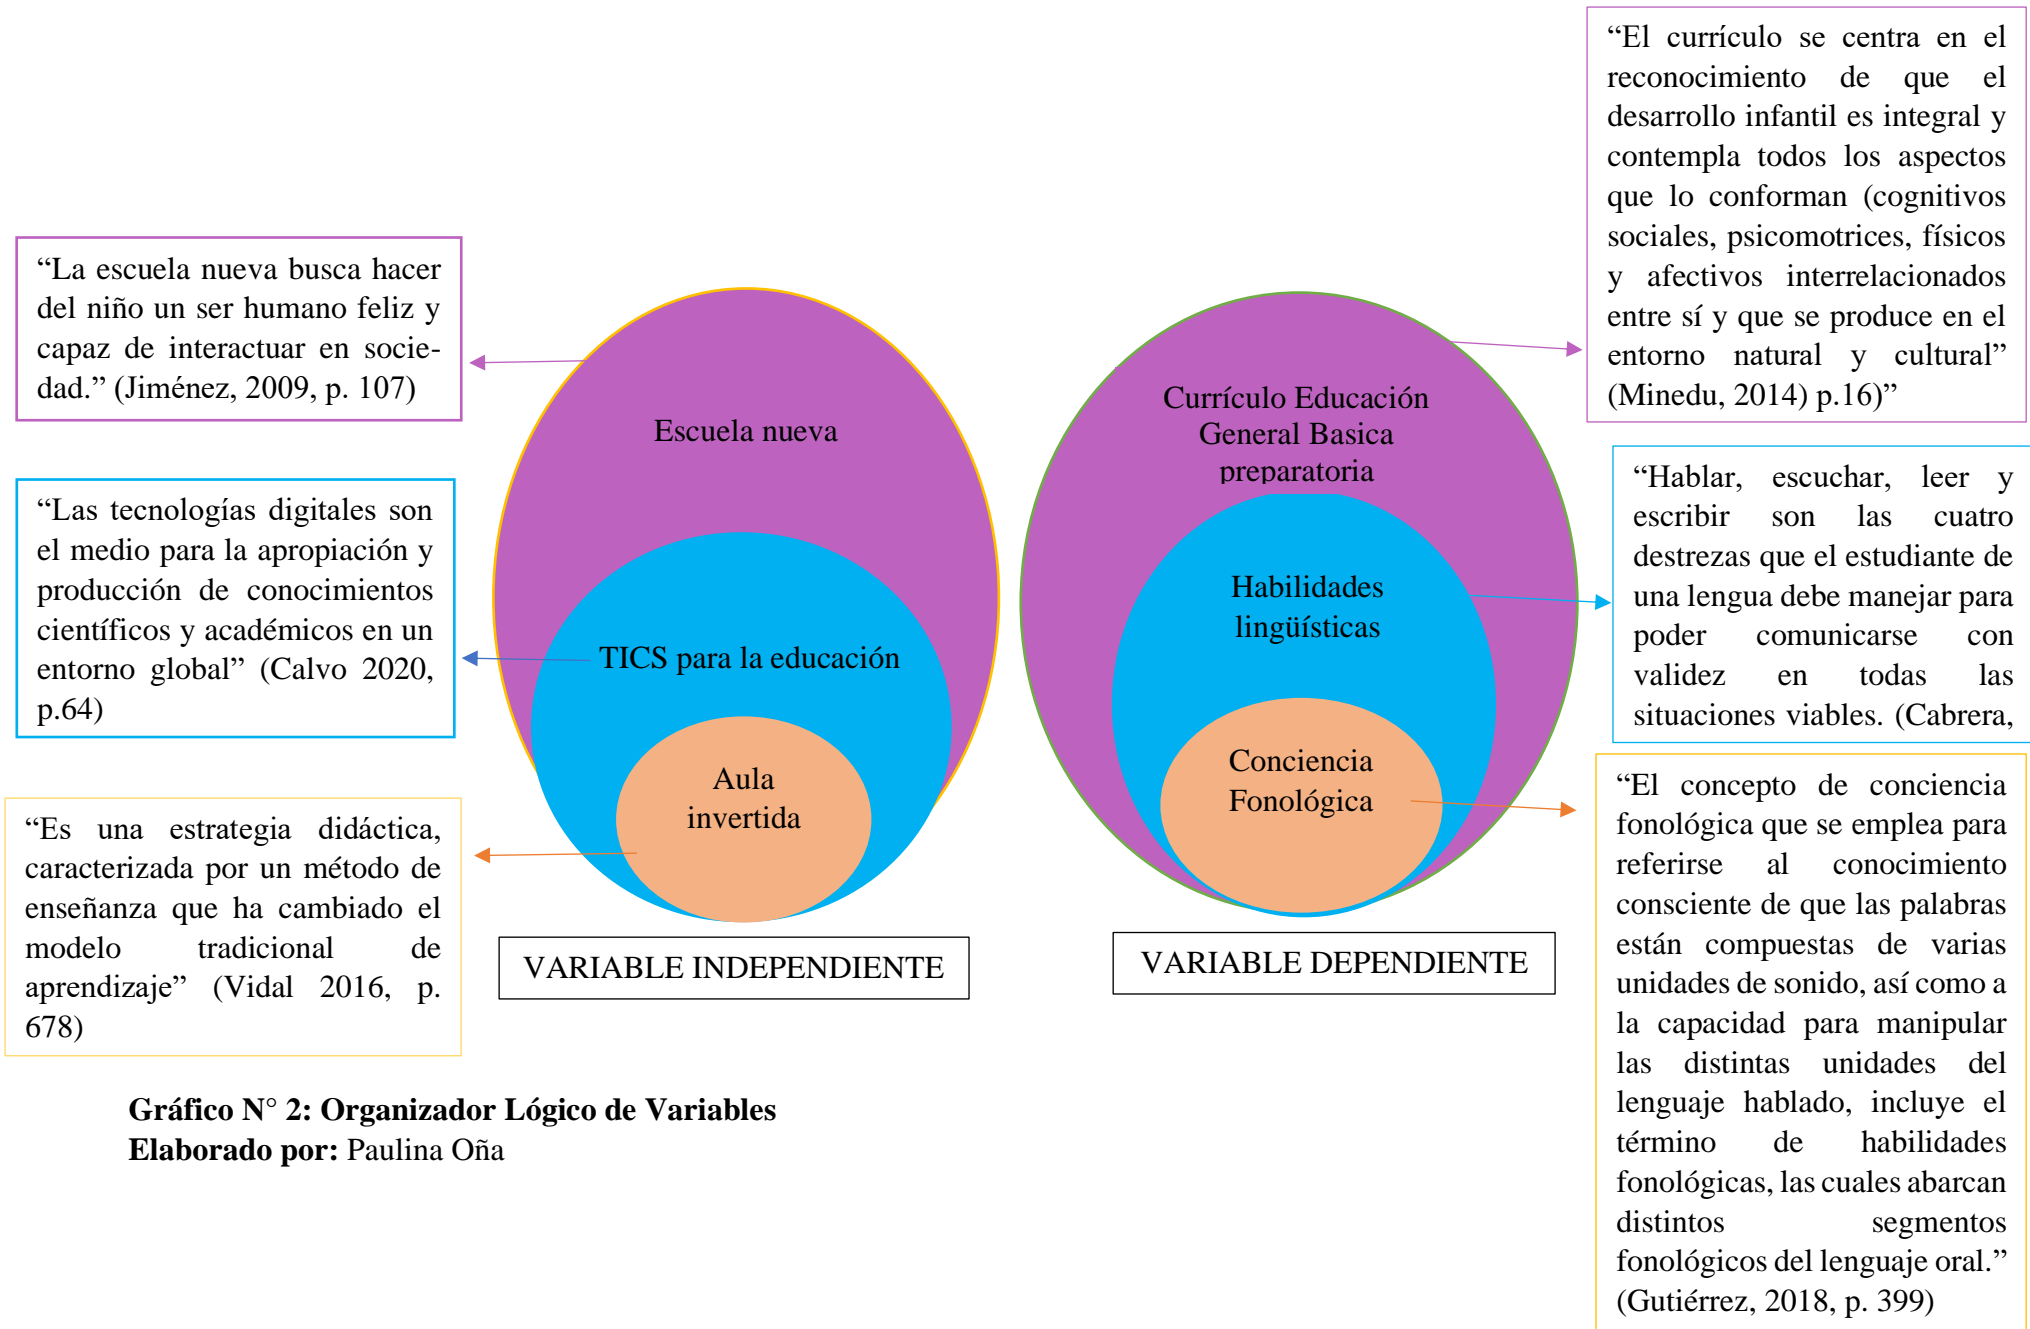 “La escuela nueva busca hacer
del niño un ser humano feliz y
capaz de interactuar en socie-
dad.” (Jiménez, 2009, p. 107)
“Las tecnologías digitales son
el medio para la apropiación y
producción de conocimientos
científicos y académicos en un
entorno global” (Calvo 2020,
p.64)
“Es una estrategia didáctica,
caracterizada por un método de
enseñanza que ha cambiado el
modelo tradicional de
aprendizaje” (Vidal 2016, p.
678)
Escuela nueva
TICS para la educación
Aula
invertida
VARIABLE INDEPENDIENTE
Currículo Educación
General Basica
preparatoria
Habilidades
lingüísticas
Conciencia
Fonológica
VARIABLE DEPENDIENTE
“El currículo se centra en el
reconocimiento de que el
desarrollo infantil es integral y
contempla todos los aspectos
que lo conforman (cognitivos
sociales, psicomotrices, físicos
y afectivos interrelacionados
entre sí y que se produce en el
entorno natural y cultural”
(Minedu, 2014) p.16)”
“Hablar, escuchar, leer y
escribir son las cuatro
destrezas que el estudiante de
una lengua debe manejar para
poder comunicarse con
validez en todas las
situaciones viables. (Cabrera,
“El concepto de conciencia
fonológica que se emplea para
referirse al conocimiento
consciente de que las palabras
están compuestas de varias
unidades de sonido, así como a
la capacidad para manipular
las distintas unidades del
lenguaje hablado, incluye el
término de habilidades
fonológicas, las cuales abarcan
distintos segmentos
fonológicos del lenguaje oral.”
(Gutiérrez, 2018, p. 399)
Gráfico N° 2: Organizador Lógico de Variables
Elaborado por: Paulina Oña